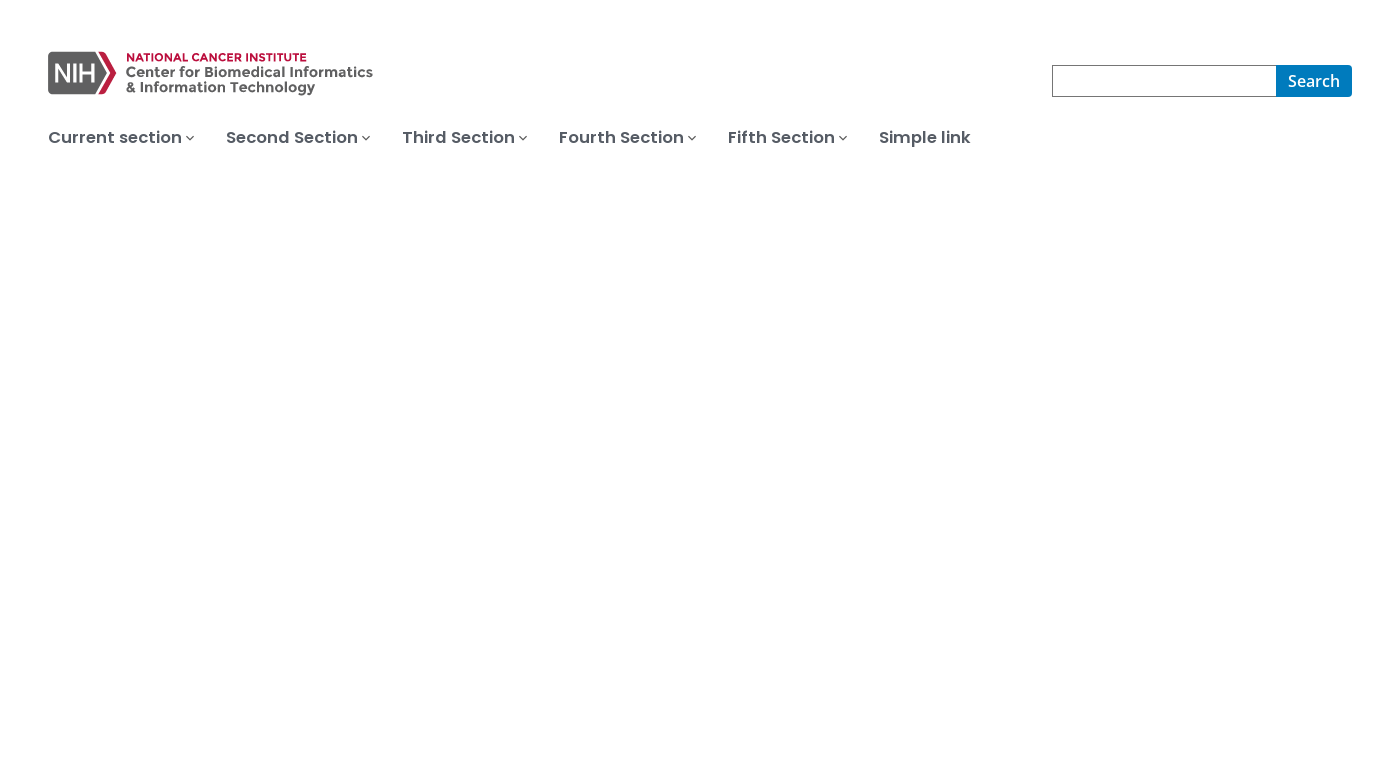 NIH
NATIONAL CANCER INSTITUTE
Center for Biomedical Informatics
& Information Technology
Search
Current section Second Section Third Section Fourth Section Fifth Section Simple link